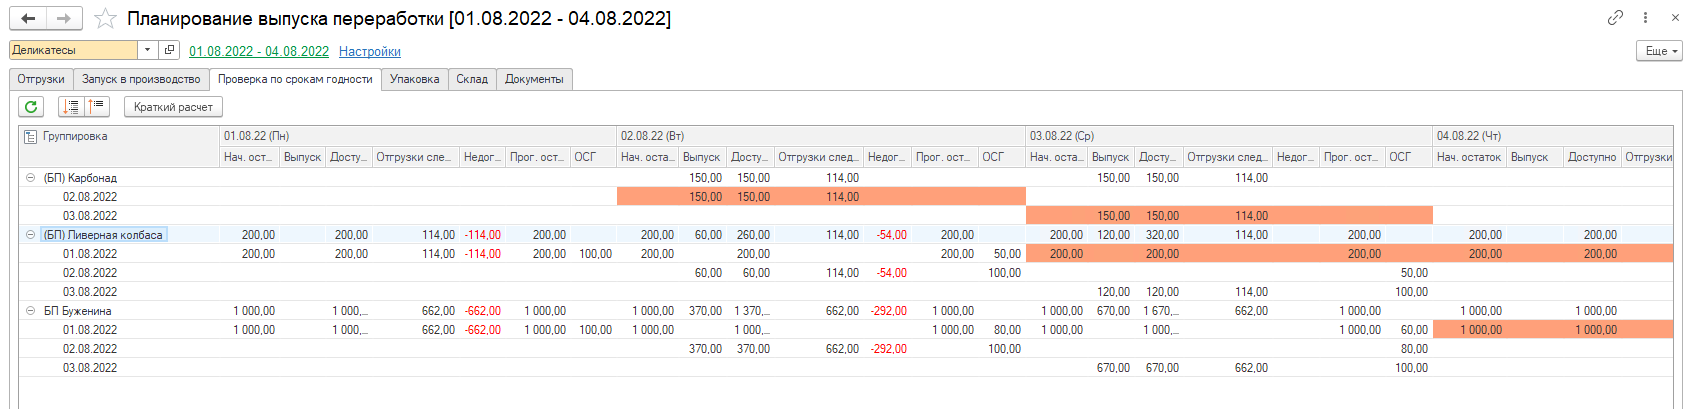 Планирование выпуска переработки [01.08.2022 - 04.08.2022]
Деликатесы 01.08.2022 - 04.08.2022 Настройки Еще
Отгрузки Запуск в производство Проверка по срокам годности Упаковка Склад Документы
Краткий расчет
Группировка 01.08.22 (Пн) 02.08.22 (Вт) 03.08.22 (Ср) 04.08.22 (Чт)
Нач. ост... Выпуск Досту... Отгрузки сле... Недог... Прог. ост... ОСГ Нач. оста... Выпуск Досту... Отгрузки след... Недог... Прог. ост... ОСГ Нач. оста... Выпуск Досту... Отгрузки след... Недог... Прог. ост... ОСГ Нач. остаток Выпуск Доступно Отгрузки
(БП) Карбонад 150,00 150,00 114,00 150,00 150,00 114,00
02.08.2022 150,00 150,00 114,00
03.08.2022 150,00 150,00 114,00
(БП) Ливерная колбаса 200,00 200,00 114,00 -114,00 200,00 200,00 60,00 260,00 114,00 -54,00 200,00 200,00 120,00 320,00 114,00 200,00 200,00 200,00
01.08.2022 200,00 200,00 114,00 -114,00 200,00 100,00 200,00 200,00 200,00 50,00 200,00 200,00 200,00 200,00 200,00
02.08.2022 60,00 60,00 114,00 -54,00 100,00 50,00
03.08.2022 120,00 120,00 114,00 100,00
БП Буженина 1 000,00 1 000,... 662,00 -662,00 1 000,00 1 000,00 370,00 1 370,... 662,00 -292,00 1 000,00 1 000,00 670,00 1 670,... 662,00 1 000,00 1 000,00 1 000,00
01.08.2022 1 000,00 1 000,... 662,00 -662,00 1 000,00 100,00 1 000,00 1 000,... 1 000,00 80,00 1 000,00 1 000,... 1 000,00 60,00 1 000,00 1 000,00
02.08.2022 370,00 370,00 662,00 -292,00 100,00 80,00
03.08.2022 670,00 670,00 662,00 100,00